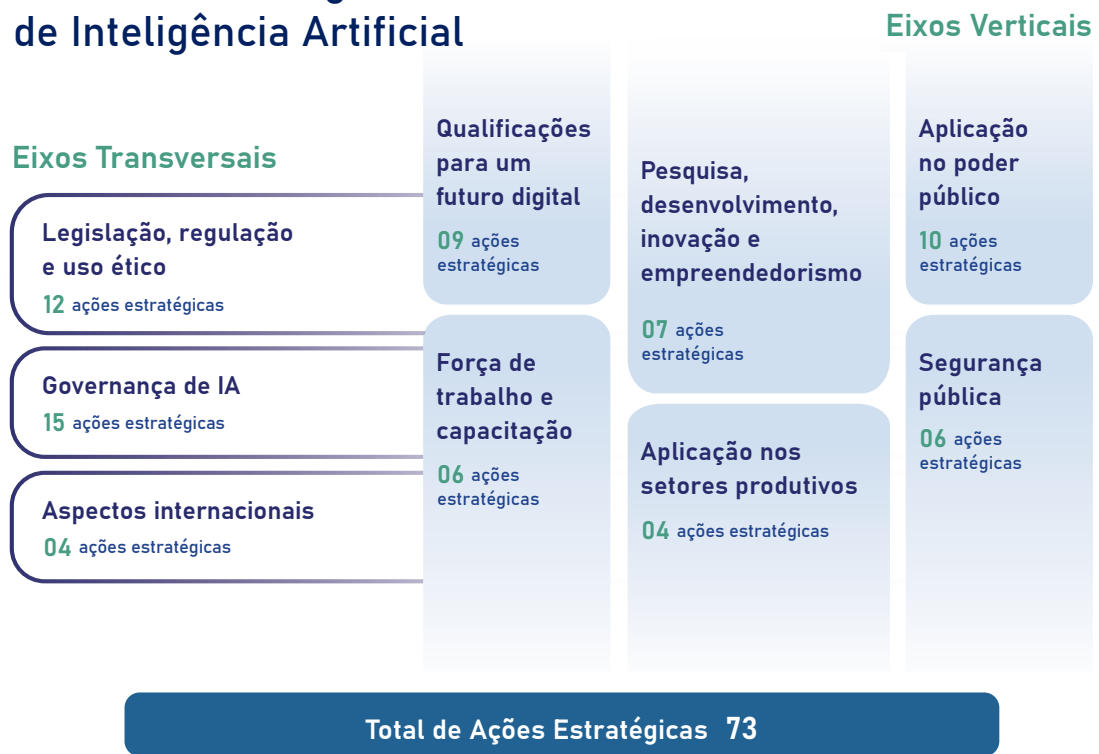 de Inteligência Artificial
Eixos Verticais
Eixos Transversais
Legislação, regulação
e uso ético
12 ações estratégicas
Governança de IA
15 ações estratégicas
Aspectos internacionais
04 ações estratégicas
Qualificações
para um
futuro digital
09 ações
estratégicas
Força de
trabalho e
capacitação
06 ações
estratégicas
Pesquisa,
desenvolvimento,
inovação e
empreendedorismo
07 ações
estratégicas
Aplicação nos
setores produtivos
04 ações estratégicas
Aplicação
no poder
público
10 ações
estratégicas
Segurança
pública
06 ações
estratégicas
Total de Ações Estratégicas 73